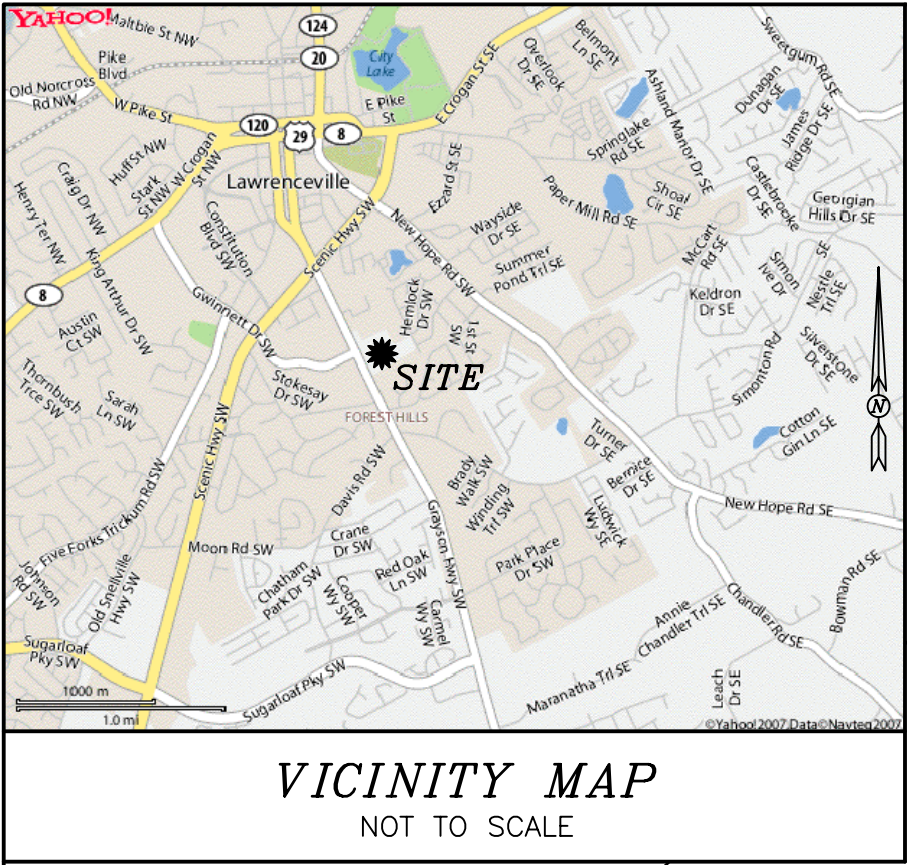 YAHOO!
Maltbie St NW
124
20
City
Lake
Pike
Blvd
Old Norcross
Rd NW
W Pike St
E Pike
St
E Crogan St SE
Overlook
Dr SE
Belmont
Ln SE
Sweetgum Rd SE
Dunagan
Dr SE
James
Ridge Dr SE
Ashland Manor Dr SE
Springlake
Rd SE
120
29
8
Huff St NW
Stark
St NW
W Crogan
St NW
Lawrenceville
Craig Dr NW
Henry Ter NW
King Arthur Dr SW
Constitution
Blvd SW
Scenic Hwy SW
Ezzard St SE
Wayside
Dr SE
Paper Mill Rd SE
Shoal
Cir SE
Castlebrooke
Dr SE
Georgian
Hills Dr SE
New Hope Rd SW
Summer
Pond Trl SE
McCart
Rd SE
Simon
Ive Dr
SE
Nestle
Trl SE
Keldron
Dr SE
8
Gwinnett Dr SW
Hemlock
Dr SW
1st St
SW
Austin
Ct SW
Thornbush
Trce SW
Sarah
Ln SW
Stokesay
Dr SW
SITE
FOREST HILLS
Simonton Rd
Silverstone
Dr SE
N
Cotton
Gin Ln SE
Turner
Dr SE
Bernice
Dr SE
Scenic Hwy SW
Davis Rd SW
Brady
Walk SW
Winding
Trl SW
Ludwick
Wy SE
New Hope Rd SE
Five Forks Trickum Rd SW
Moon Rd SW
Crane
Dr SW
Grayson Hwy SW
Park Place
Dr SW
Red Oak
Ln SW
Chatham
Park Dr SW
Cooper
Wy SW
Carmel
Wy SW
Johnson
Rd SW
Old Snellville
Hwy SW
Annie
Chandler Trl SE
Chandler Rd SE
Bowman Rd SE
Sugarloaf
Pky SW
Sugarloaf Pky SW
Maranatha Trl SE
Leach
Dr SE
1000 m
1.0 mi
©Yahoo! 2007, Data ©Navteq 2007
VICINITY MAP
NOT TO SCALE